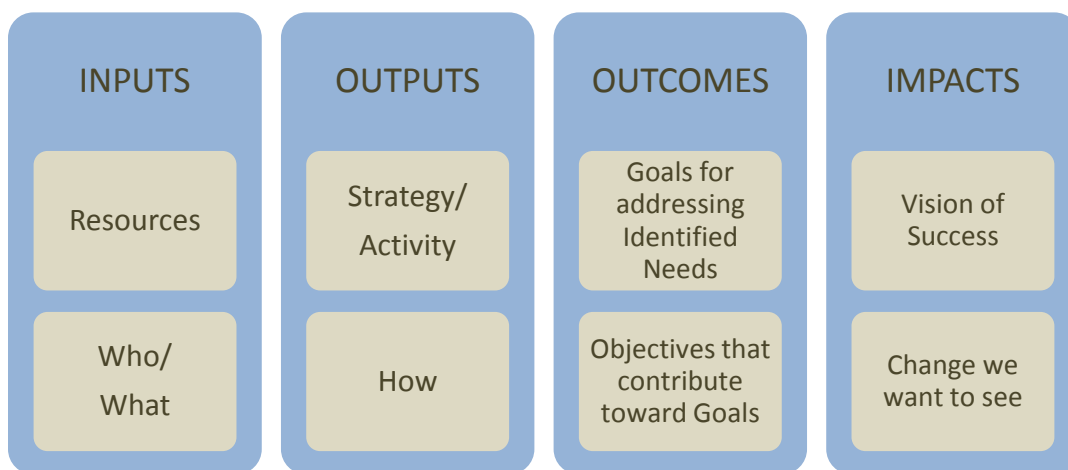 INPUTS
Resources
Who/
What
OUTPUTS
Strategy/
Activity
How
OUTCOMES
Goals for
addressing
Identified
Needs
Objectives that
contribute
toward Goals
IMPACTS
Vision of
Success
Change we
want to see